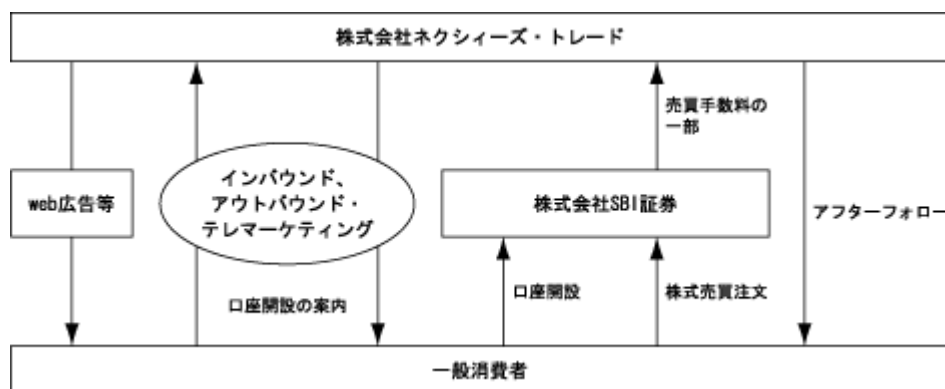 株式会社ネクシィーズ・トレード
売買手数料の
一部
web広告等
インバウンド、
アウトバウンド・
テレマーケティング
株式会社SBI証券
アフターフォロー
口座開設の案内
口座開設
株式売買注文
一般消費者